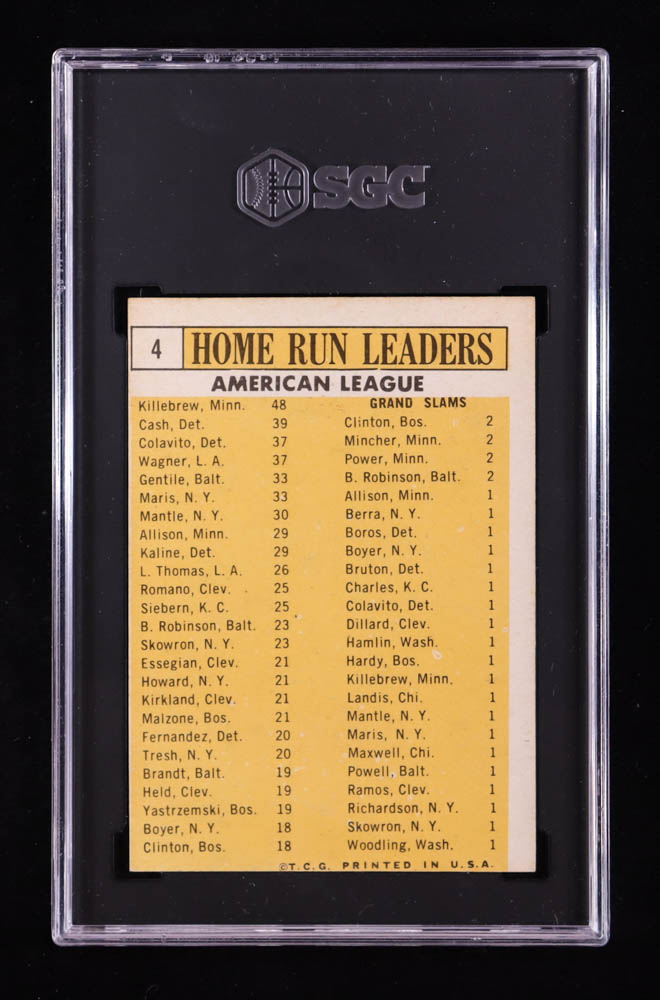 SGC
4 HOME RUN LEADERS
AMERICAN LEAGUE
Killebrew, Minn. 48
Cash, Det. 39
Colavito, Det. 37
Wagner, L. A. 37
Gentile, Balt. 33
Maris, N. Y. 33
Mantle, N. Y. 30
Allison, Minn. 29
Kaline, Det. 29
L. Thomas, L. A. 26
Romano, Clev. 25
Siebern, K. C. 25
B. Robinson, Balt. 23
Skowron, N. Y. 23
Essegian, Clev. 21
Howard, N. Y. 21
Kirkland, Clev. 21
Malzone, Bos. 21
Fernandez, Det. 20
Tresh, N. Y. 20
Brandt, Balt. 19
Held, Clev. 19
Yastrzemski, Bos. 19
Boyer, N. Y. 18
Clinton, Bos. 18
GRAND SLAMS
Clinton, Bos. 2
Mincher, Minn. 2
Power, Minn. 2
B. Robinson, Balt. 2
Allison, Minn. 1
Berra, N. Y. 1
Boros, Det. 1
Boyer, N. Y. 1
Bruton, Det. 1
Charles, K. C. 1
Colavito, Det. 1
Dillard, Clev. 1
Hamlin, Wash. 1
Hardy, Bos. 1
Killebrew, Minn. 1
Landis, Chi. 1
Mantle, N. Y. 1
Maris, N. Y. 1
Maxwell, Chi. 1
Powell, Balt. 1
Ramos, Clev. 1
Richardson, N. Y. 1
Skowron, N. Y. 1
Woodling, Wash. 1
©T.C.G. PRINTED IN U.S.A.